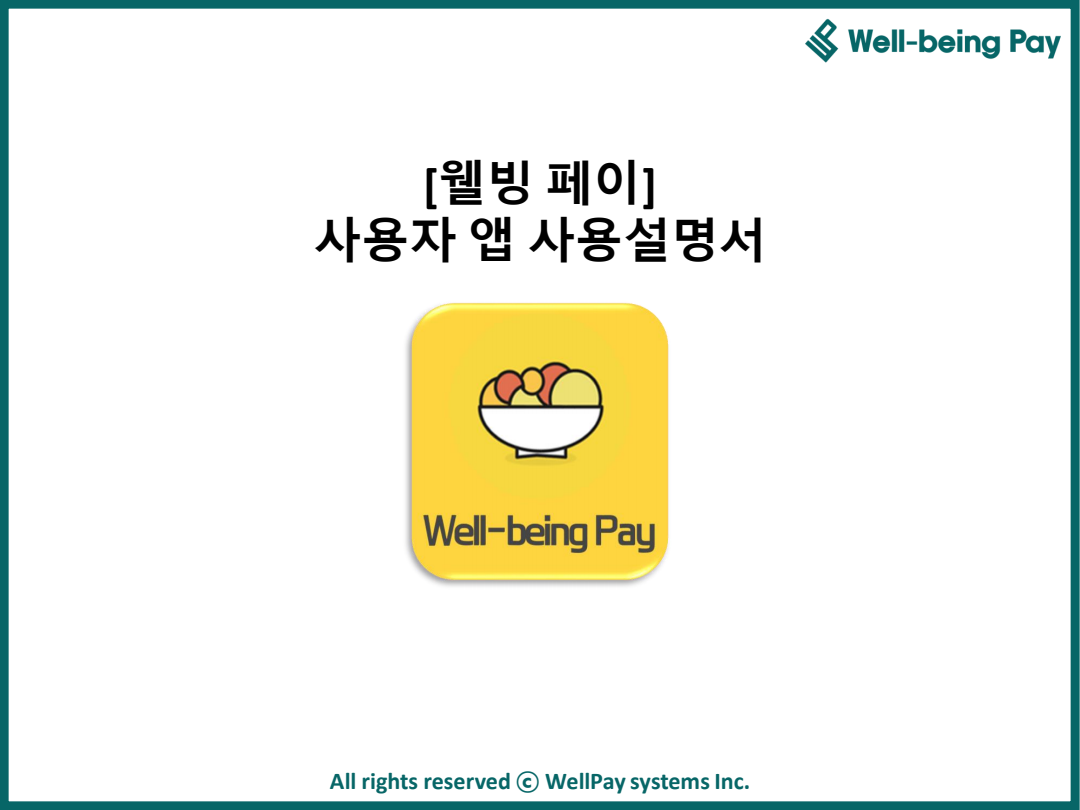 Well-being Pay
[웰빙 페이]
사용자 앱 사용설명서
Well-being Pay
All rights reserved ⓒ WellPay systems Inc.